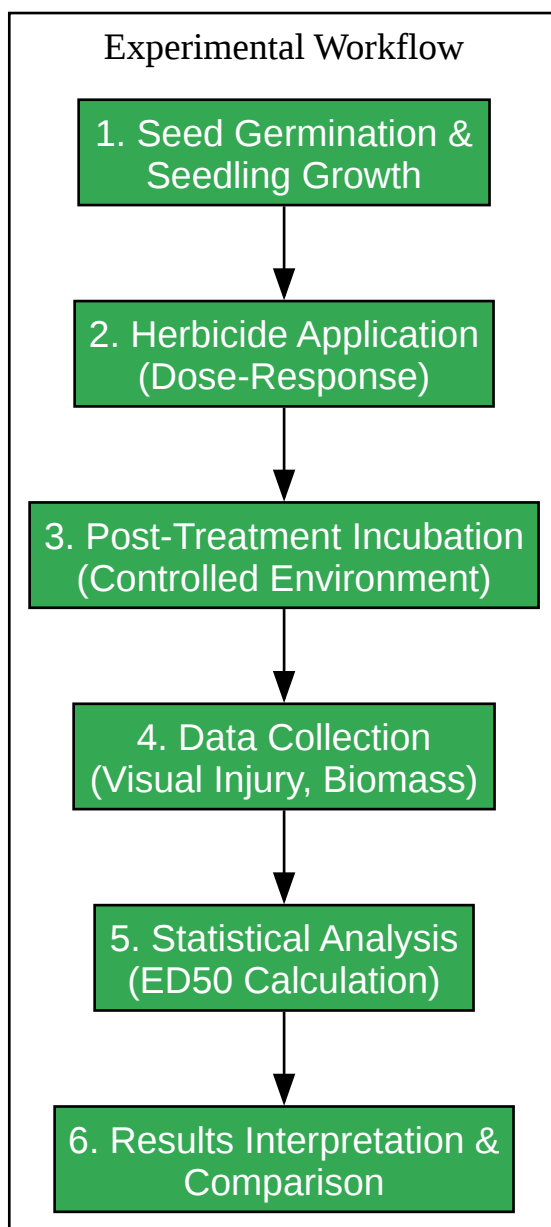 Experimental Workflow
1. Seed Germination &
Seedling Growth
2. Herbicide Application
(Dose-Response)
3. Post-Treatment Incubation
(Controlled Environment)
4. Data Collection
(Visual Injury, Biomass)
5. Statistical Analysis
(ED50 Calculation)
6. Results Interpretation &
Comparison